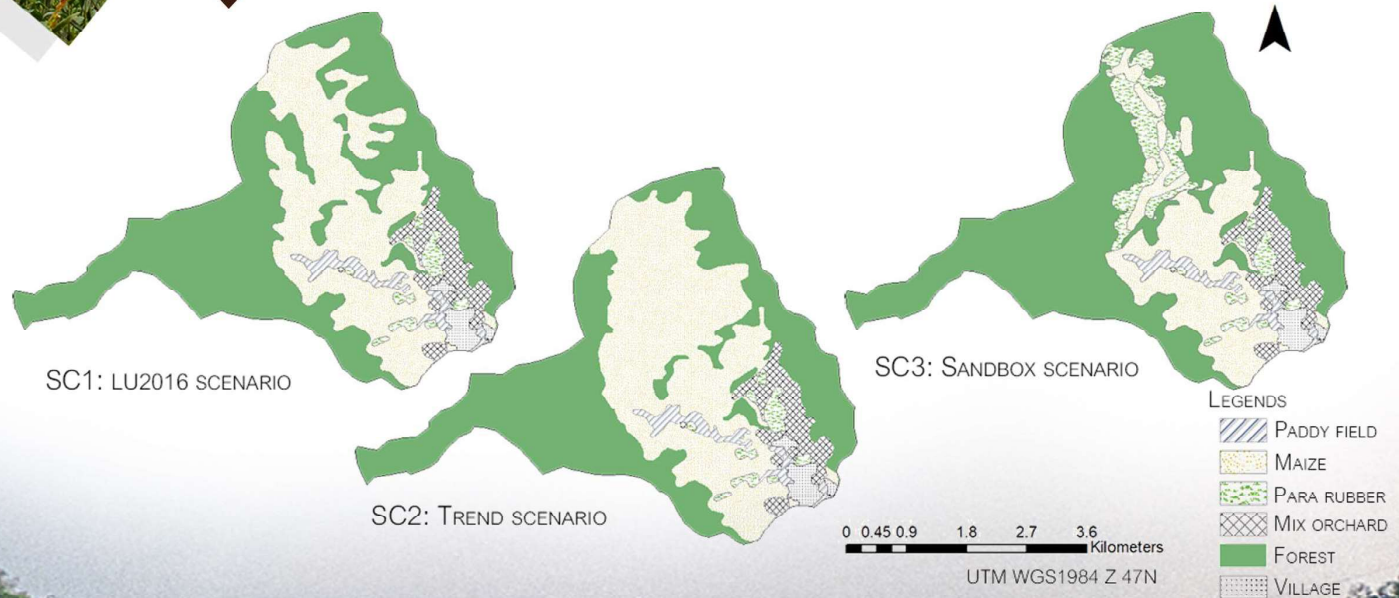 SC1: LU2016 SCENARIO
SC2: TREND SCENARIO
SC3: SANDBOX SCENARIO
LEGENDS
PADDY FIELD
MAIZE
PARA RUBBER
MIX ORCHARD
FOREST
VILLAGE
0 0.45 0.9 1.8 2.7 3.6
Kilometers
UTM WGS1984 Z 47N